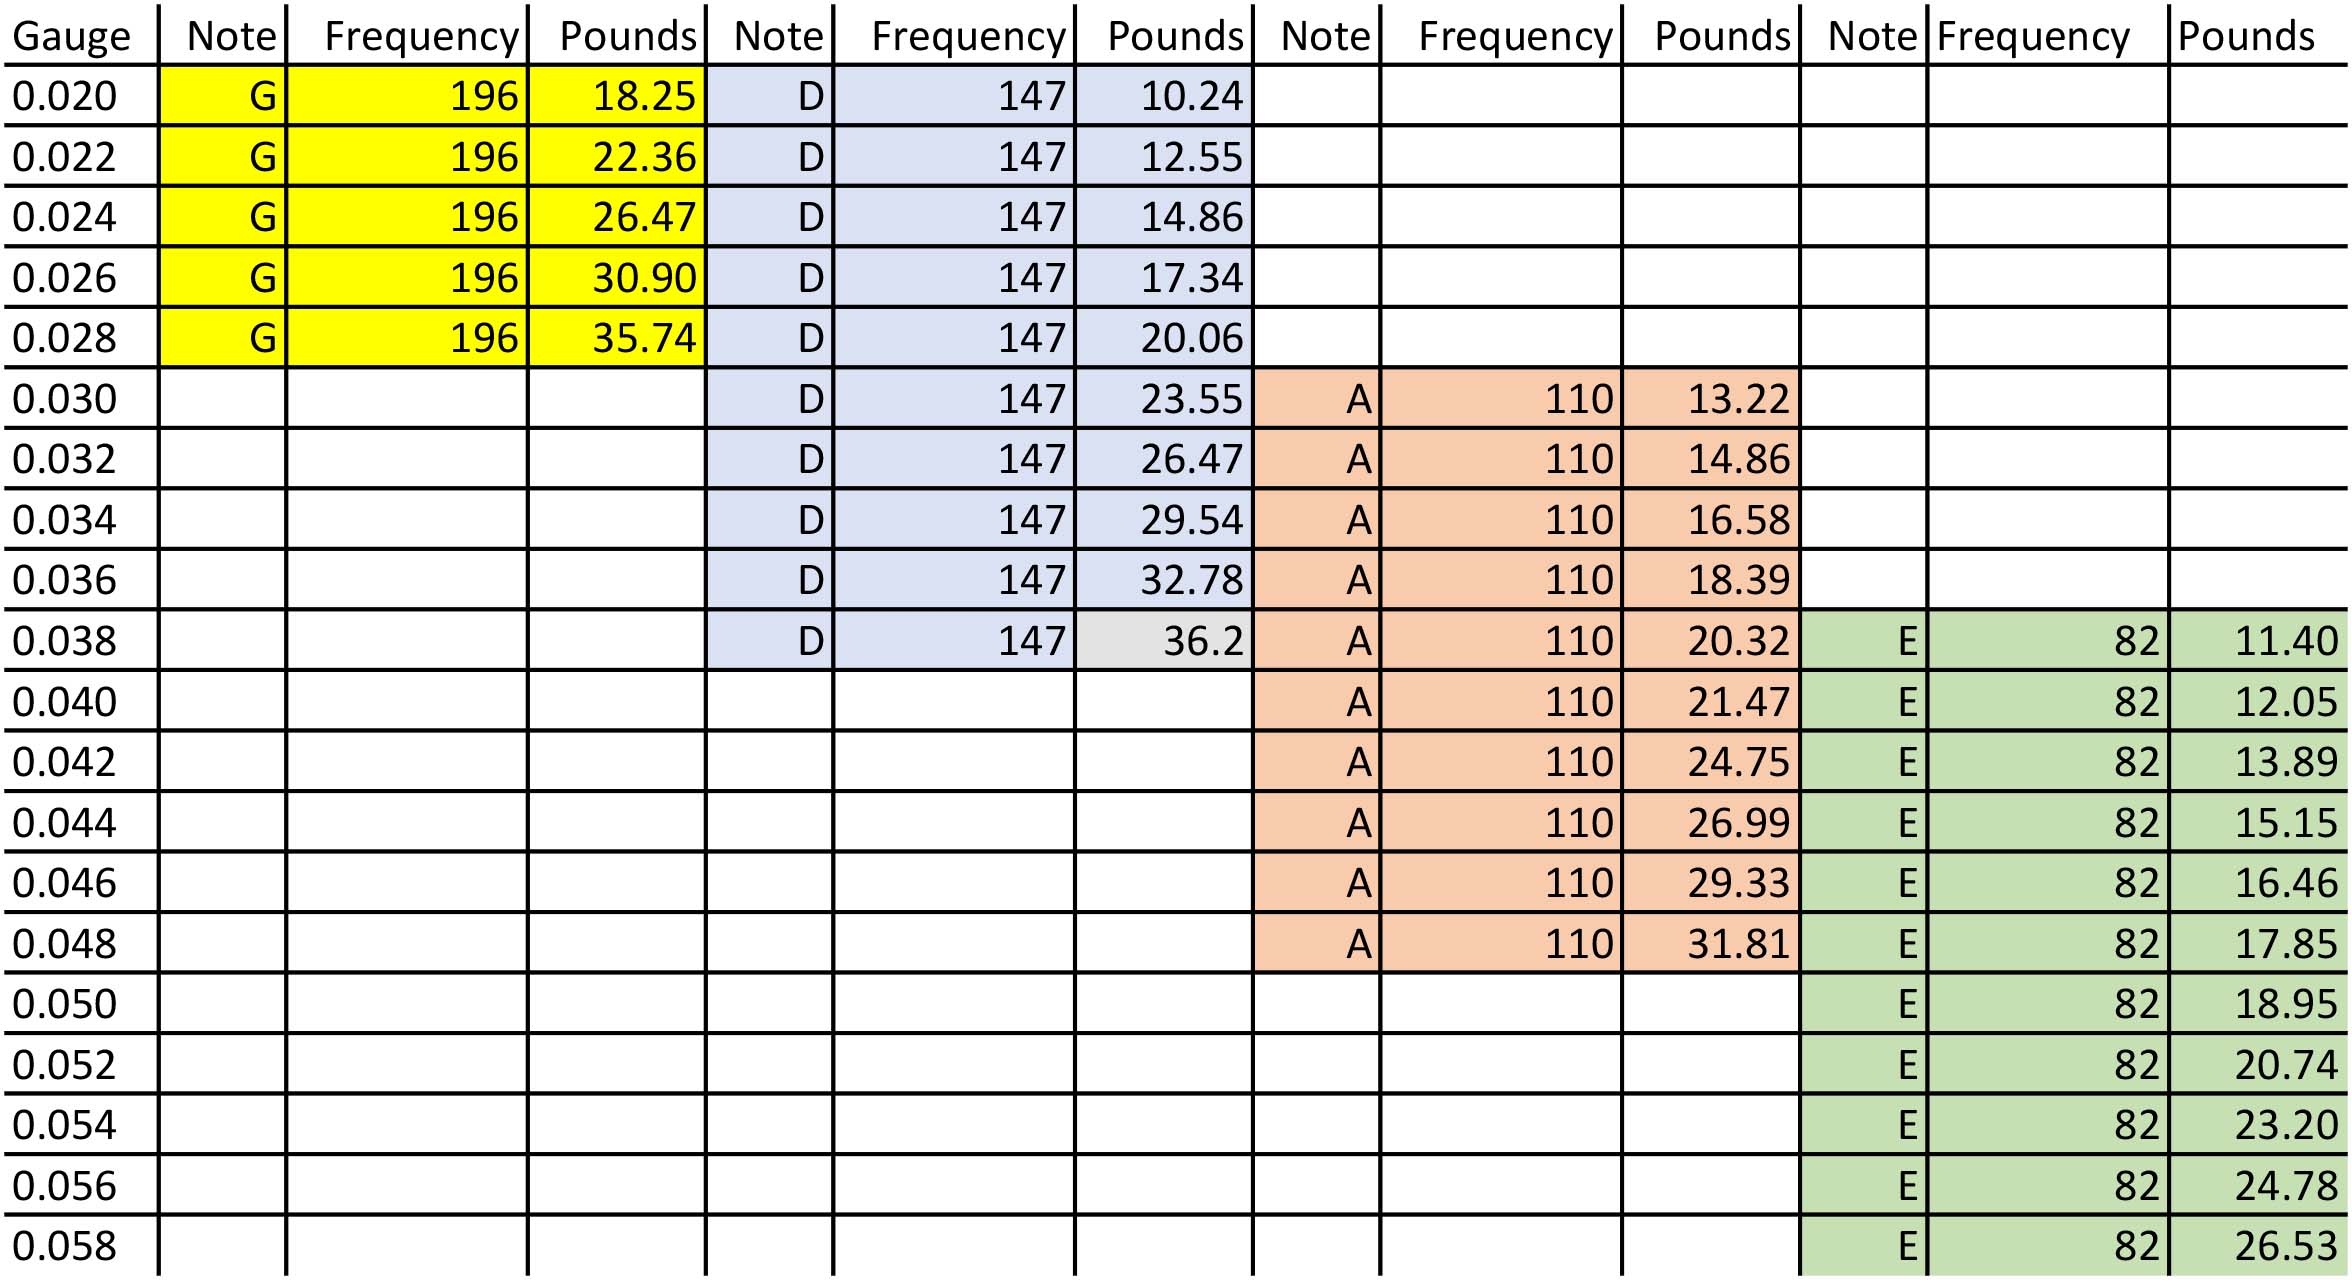 Gauge Note Frequency Pounds Note Frequency Pounds Note Frequency Pounds Note Frequency Pounds
0.020 G 196 18.25 D 147 10.24
0.022 G 196 22.36 D 147 12.55
0.024 G 196 26.47 D 147 14.86
0.026 G 196 30.90 D 147 17.34
0.028 G 196 35.74 D 147 20.06
0.030 D 147 23.55 A 110 13.22
0.032 D 147 26.47 A 110 14.86
0.034 D 147 29.54 A 110 16.58
0.036 D 147 32.78 A 110 18.39
0.038 D 147 36.2 A 110 20.32 E 82 11.40
0.040 A 110 21.47 E 82 12.05
0.042 A 110 24.75 E 82 13.89
0.044 A 110 26.99 E 82 15.15
0.046 A 110 29.33 E 82 16.46
0.048 A 110 31.81 E 82 17.85
0.050 E 82 18.95
0.052 E 82 20.74
0.054 E 82 23.20
0.056 E 82 24.78
0.058 E 82 26.53